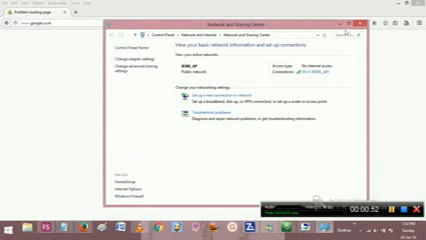 Problem loading page
www.google.co.in
Network and Sharing Center
Control Panel
Network and Internet
Network and Sharing Center
Control Panel Home
Change adapter settings
Change advanced sharing
settings
View your basic network information and set up connections
View your active networks
Public network
Access type:
No Internet access
Connections:
Change your networking settings
Set up a new connection or network
Set up a broadband, dial-up, or VPN connection; or set up a router or access point.
Troubleshoot problems
Diagnose and repair network problems, or get troubleshooting information.
See also
HomeGroup
Internet Options
Windows Firewall
00:00:52
Desktop